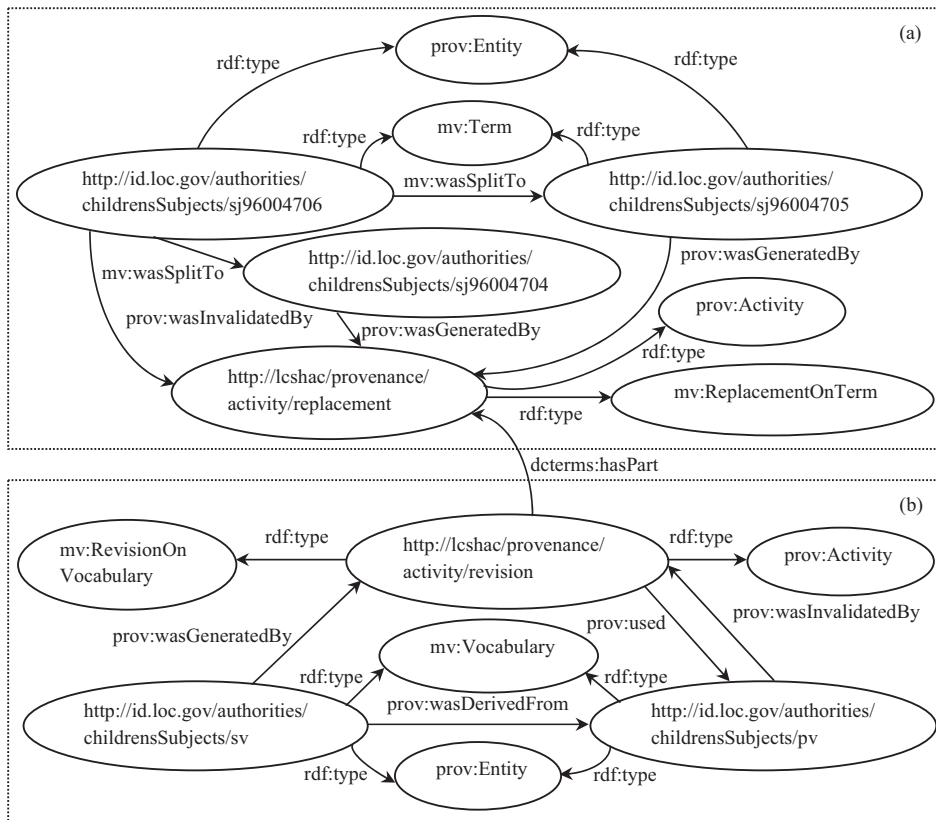 (a)
prov:Entity
rdf:type
rdf:type
mv:Term
rdf:type
rdf:type
http://id.loc.gov/authorities/
childrensSubjects/sj96004706
mv:wasSplitTo
http://id.loc.gov/authorities/
childrensSubjects/sj96004705
mv:wasSplitTo
http://id.loc.gov/authorities/
childrensSubjects/sj96004704
prov:wasGeneratedBy
prov:wasInvalidatedBy
prov:wasGeneratedBy
prov:Activity
rdf:type
http://lcshac/provenance/
activity/replacement
rdf:type
mv:ReplacementOnTerm
dcterms:hasPart
(b)
mv:RevisionOn
Vocabulary
rdf:type
http://lcshac/provenance/
activity/revision
rdf:type
prov:Activity
prov:wasGeneratedBy
prov:used
prov:wasInvalidatedBy
mv:Vocabulary
rdf:type
rdf:type
http://id.loc.gov/authorities/
childrensSubjects/sv
prov:wasDerivedFrom
http://id.loc.gov/authorities/
childrensSubjects/pv
rdf:type
prov:Entity
rdf:type